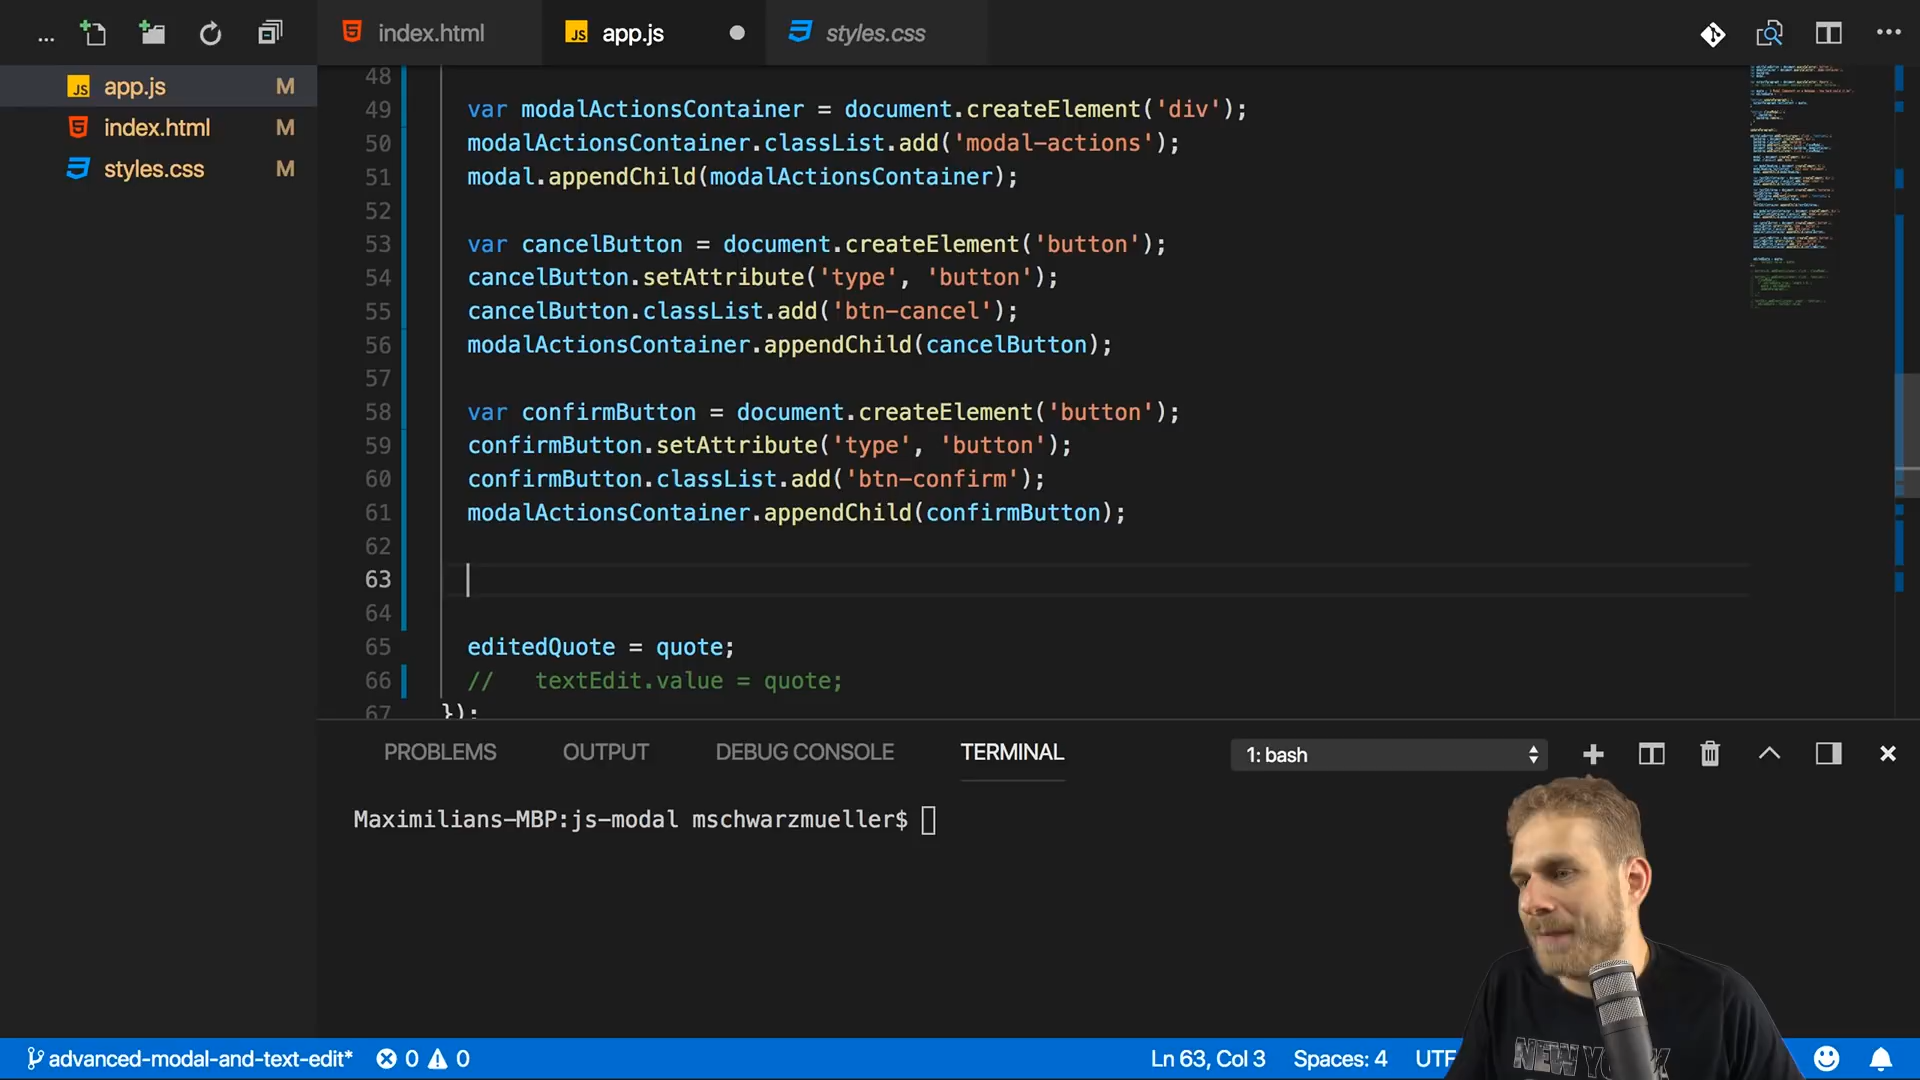 ... index.html JS app.js styles.css
JS app.js M
index.html M
styles.css M
48
49 var modalActionsContainer = document.createElement('div');
50 modalActionsContainer.classList.add('modal-actions');
51 modal.appendChild(modalActionsContainer);
52
53 var cancelButton = document.createElement('button');
54 cancelButton.setAttribute('type', 'button');
55 cancelButton.classList.add('btn-cancel');
56 modalActionsContainer.appendChild(cancelButton);
57
58 var confirmButton = document.createElement('button');
59 confirmButton.setAttribute('type', 'button');
60 confirmButton.classList.add('btn-confirm');
61 modalActionsContainer.appendChild(confirmButton);
62
63
64
65 editedQuote = quote;
66 // textEdit.value = quote;
67 });
PROBLEMS OUTPUT DEBUG CONSOLE TERMINAL 1: bash
Maximilians-MBP:js-modal mschwarzmueller$
advanced-modal-and-text-edit* 0 0 Ln 63, Col 3 Spaces: 4 UTF
NEW